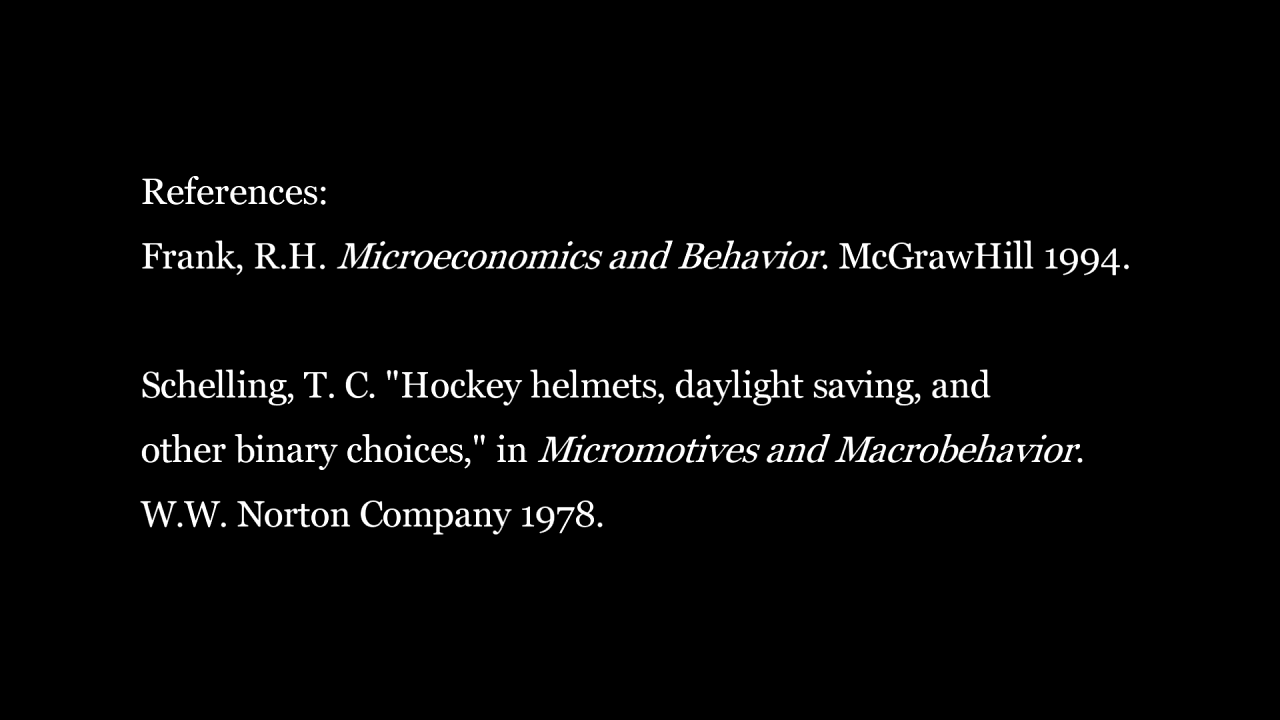 References:
Frank, R.H. Microeconomics and Behavior. McGrawHill 1994.
Schelling, T. C. "Hockey helmets, daylight saving, and
other binary choices," in Micromotives and Macrobehavior.
W.W. Norton Company 1978.